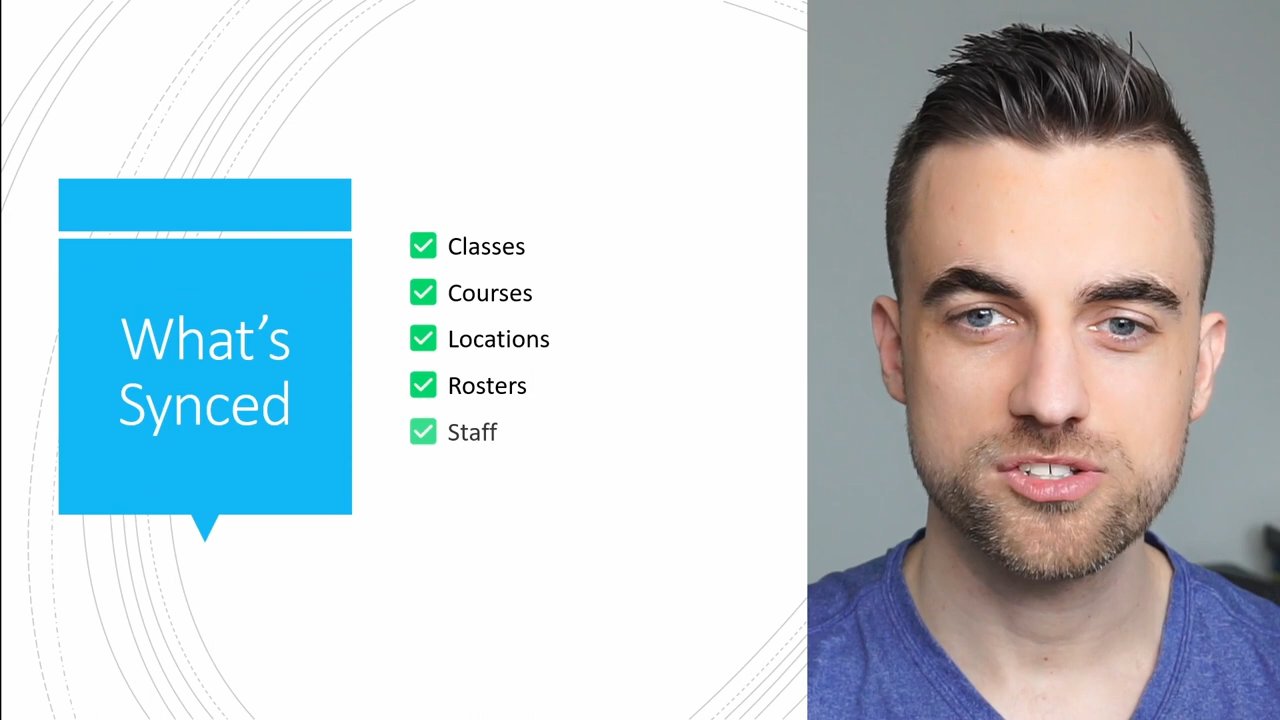 What's
Synced
Classes
Courses
Locations
Rosters
Staff